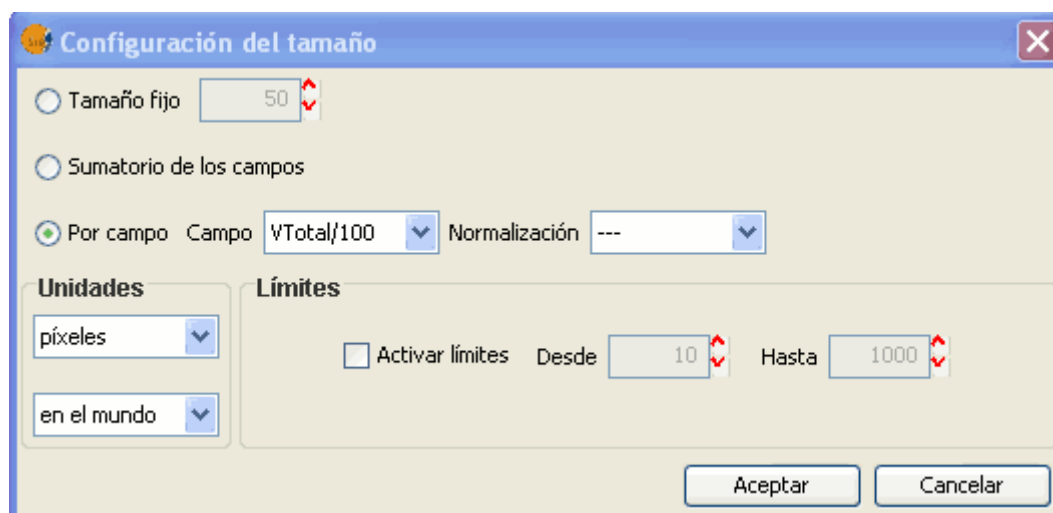 Configuración del tamaño
Tamaño fijo 50
Sumatorio de los campos
Por campo Campo VTotal/100 Normalización ---
Unidades
Límites
píxeles
Activar límites Desde 10 Hasta 1000
en el mundo
Aceptar Cancelar